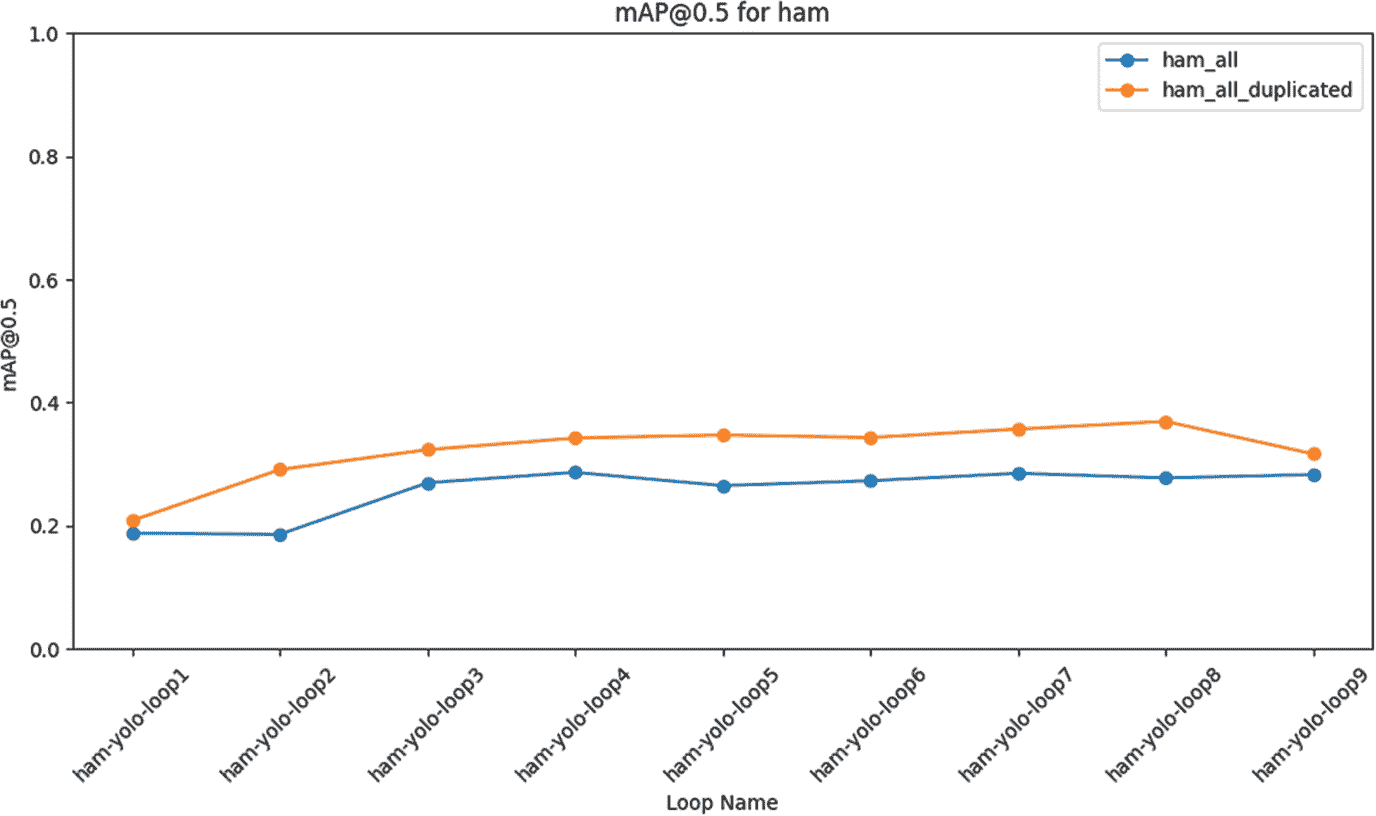 mAP@0.5 for ham
ham_all
ham_all_duplicated
mAP@0.5
1.0
0.8
0.6
0.4
0.2
0.0
ham-yolo-loop1
ham-yolo-loop2
ham-yolo-loop3
ham-yolo-loop4
ham-yolo-loop5
ham-yolo-loop6
ham-yolo-loop7
ham-yolo-loop8
ham-yolo-loop9
Loop Name